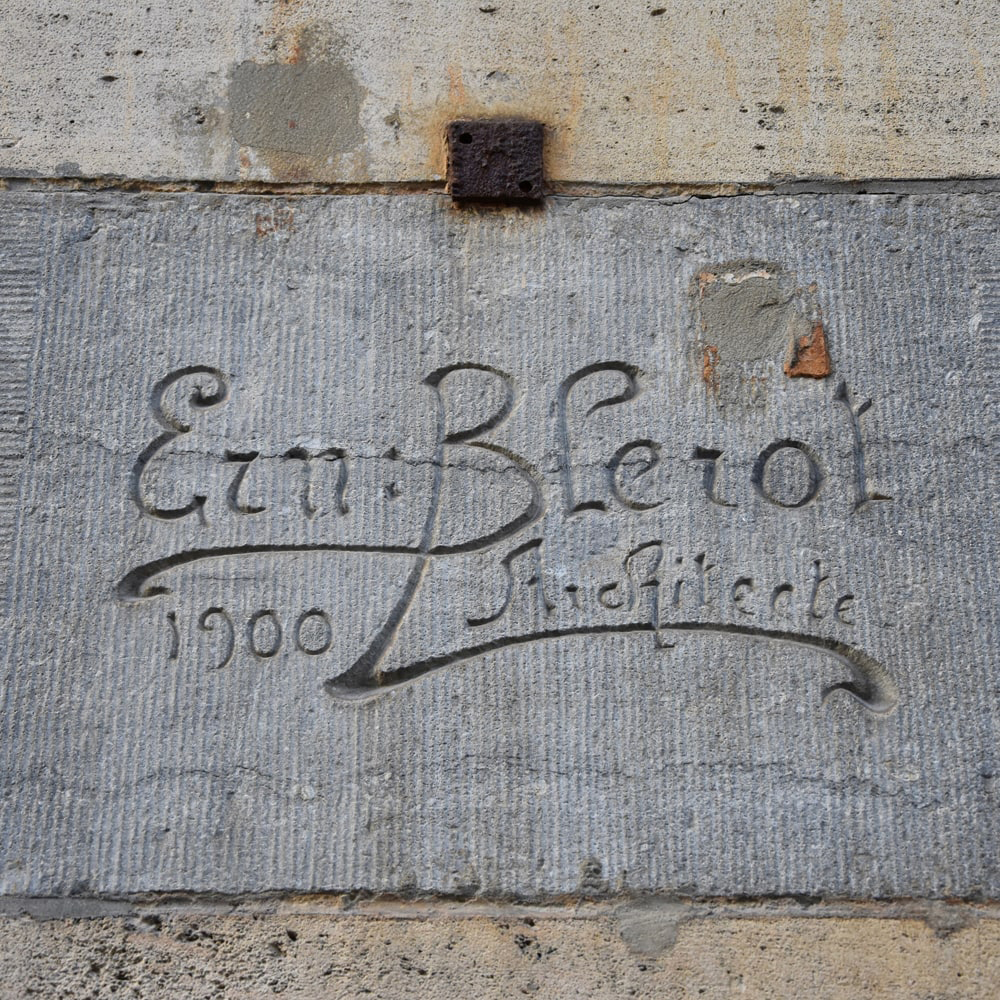 Ern. Blerot
Architecte
1900